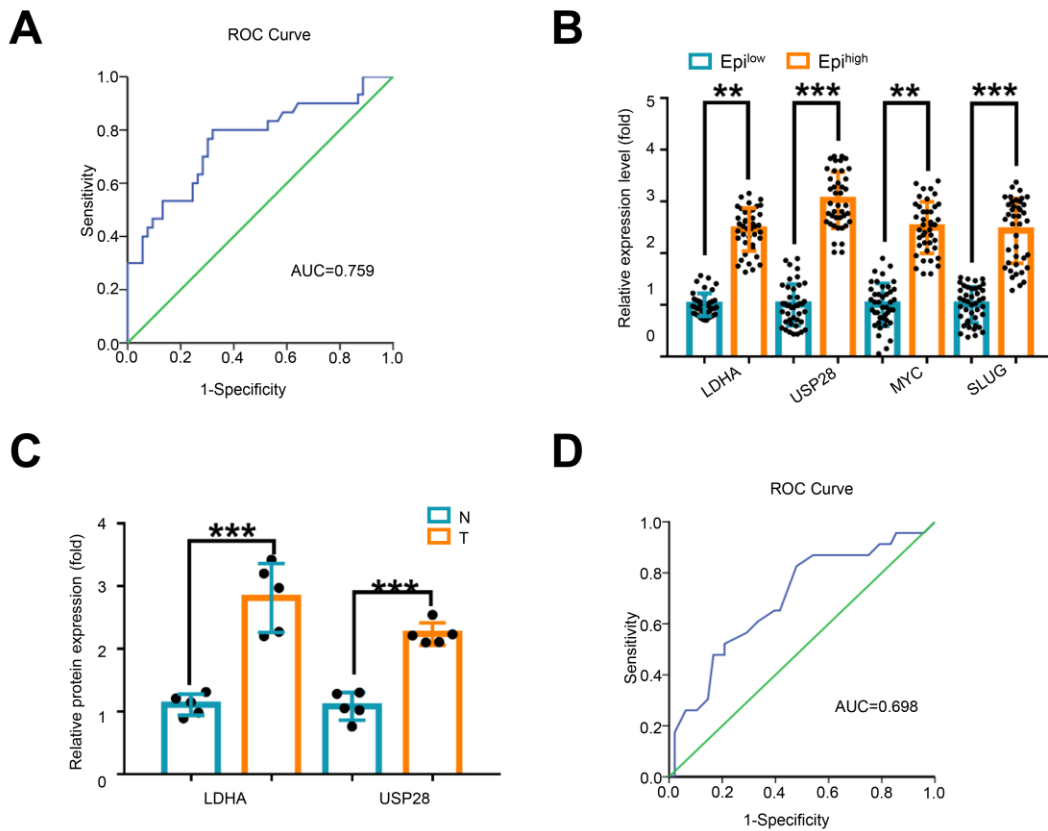 A
ROC Curve
Sensitivity
1.0
0.8
0.6
0.4
0.2
0.0
AUC=0.759
0.0 0.2 0.4 0.6 0.8 1.0
1-Specificity
B
Epilow Epihigh
Relative expression level (fold)
5
4
3
2
1
0
** *** ** ***
LDHA USP28 MYC SLUG
C
Relative protein expression (fold)
4
3
2
1
0
N
T
*** ***
LDHA USP28
D
ROC Curve
Sensitivity
1.0
0.8
0.6
0.4
0.2
0.0
AUC=0.698
0.0 0.2 0.4 0.6 0.8 1.0
1-Specificity